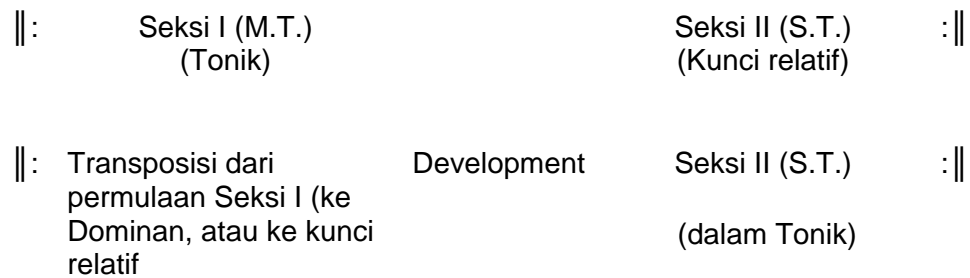 ‖: Seksi I (M.T.) Seksi II (S.T.) :‖
(Tonik) (Kunci relatif)
‖: Transposisi dari Development Seksi II (S.T.) :‖
permulaan Seksi I (ke
Dominan, atau ke kunci (dalam Tonik)
relatif